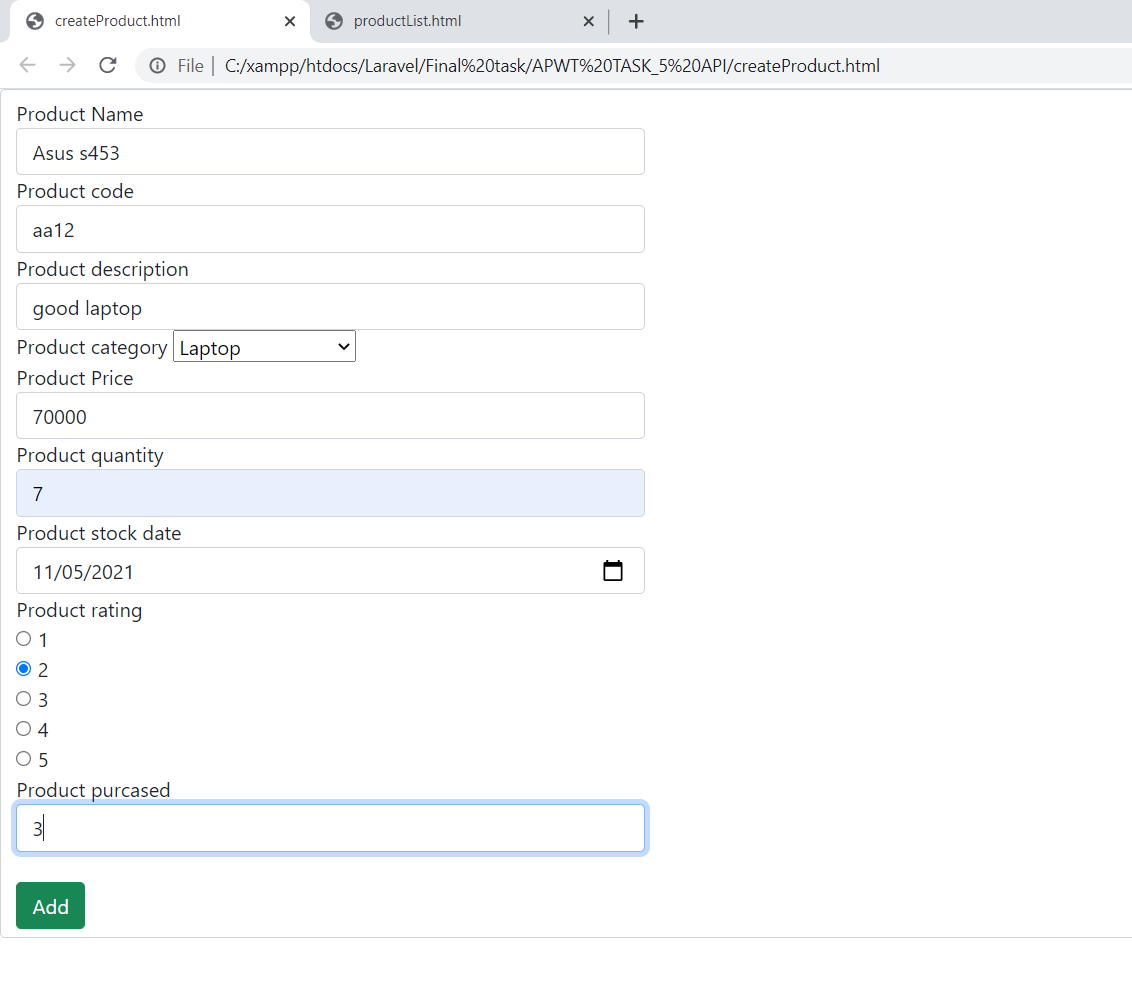 createProduct.html
productList.html
File
C:/xampp/htdocs/Laravel/Final%20task/APWT%20TASK_5%20API/createProduct.html
Product Name
Asus s453
Product code
aa12
Product description
good laptop
Product category Laptop
Product Price
70000
Product quantity
7
Product stock date
11/05/2021
Product rating
1
2
3
4
5
Product purcased
3
Add